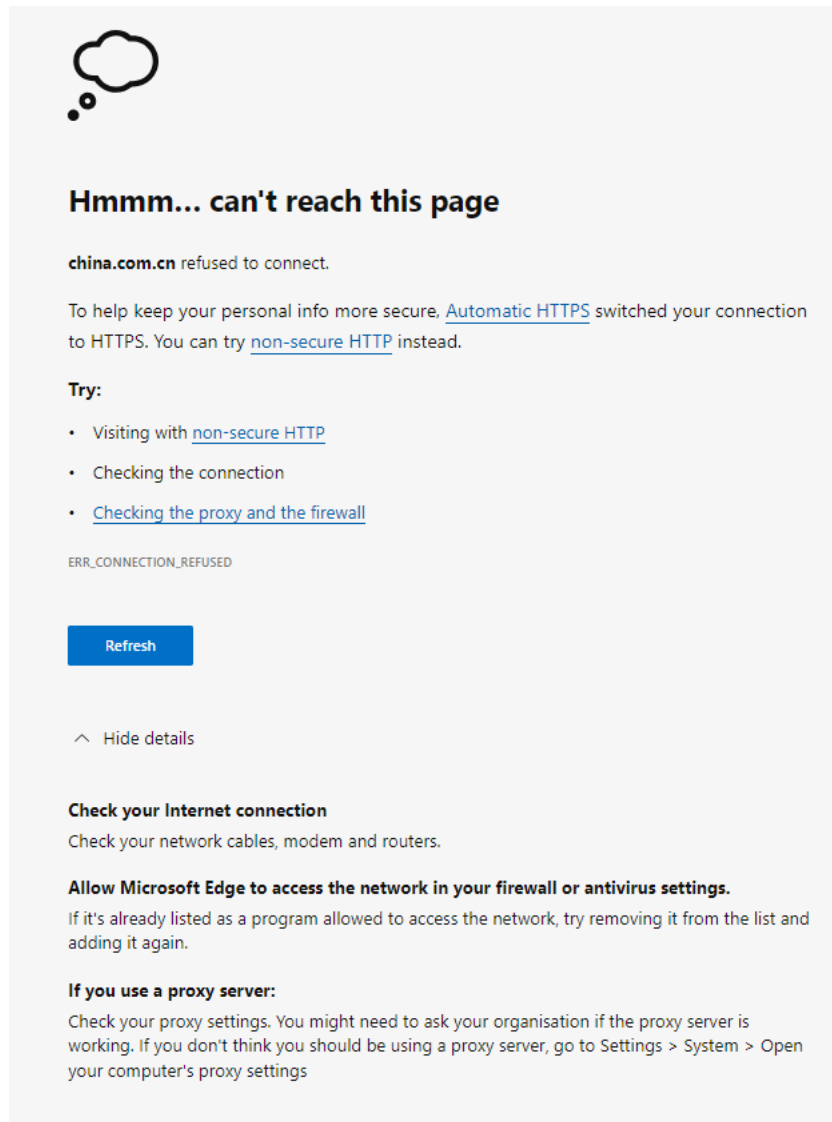 Hmmm... can't reach this page
china.com.cn refused to connect.
To help keep your personal info more secure, Automatic HTTPS switched your connection
to HTTPS. You can try non-secure HTTP instead.
Try:
• Visiting with non-secure HTTP
• Checking the connection
• Checking the proxy and the firewall
ERR_CONNECTION_REFUSED
Refresh
Hide details
Check your Internet connection
Check your network cables, modem and routers.
Allow Microsoft Edge to access the network in your firewall or antivirus settings.
If it's already listed as a program allowed to access the network, try removing it from the list and
adding it again.
If you use a proxy server:
Check your proxy settings. You might need to ask your organisation if the proxy server is
working. If you don't think you should be using a proxy server, go to Settings > System > Open
your computer's proxy settings